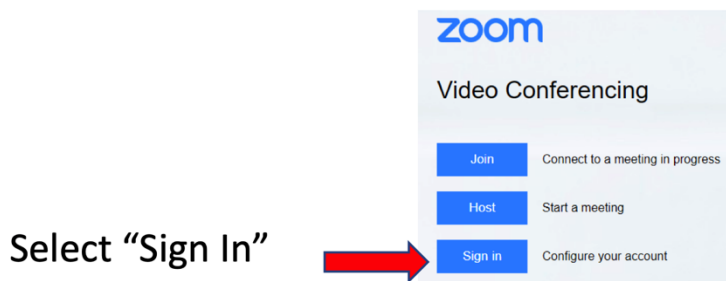 zoom
Video Conferencing
Join Connect to a meeting in progress
Host Start a meeting
Select “Sign In”
Sign in Configure your account